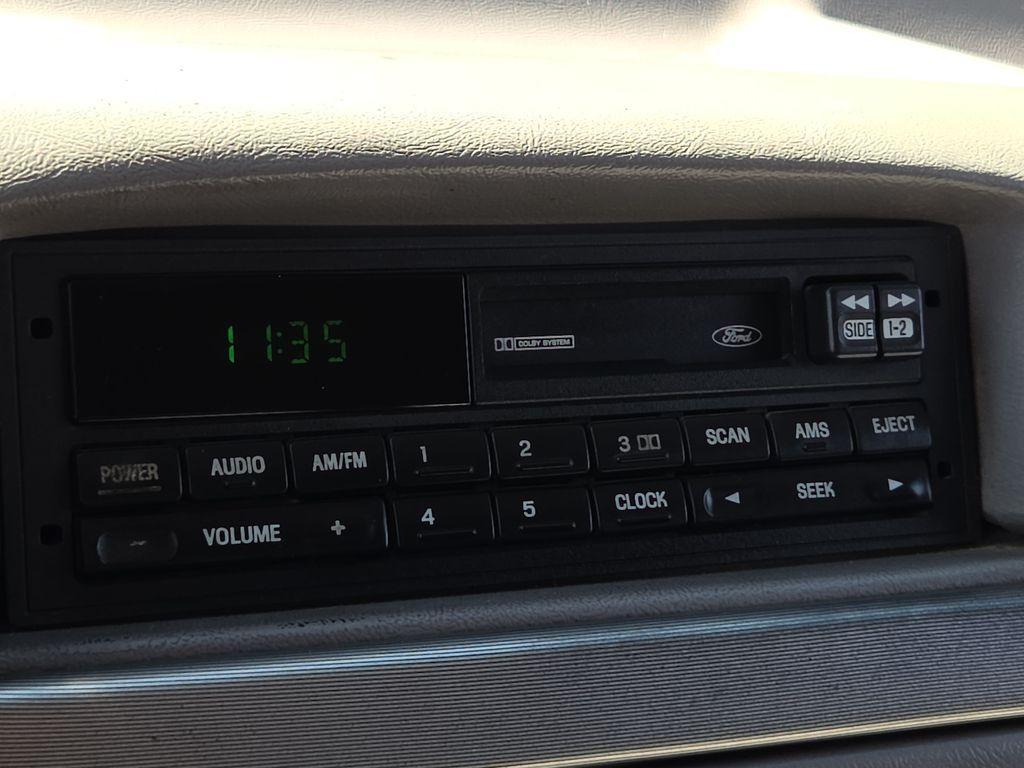 11:35
DOLBY SYSTEM
Ford
SIDE 1-2
POWER AUDIO AM/FM 1 2 3 SCAN AMS EJECT
- VOLUME + 4 5 CLOCK SEEK